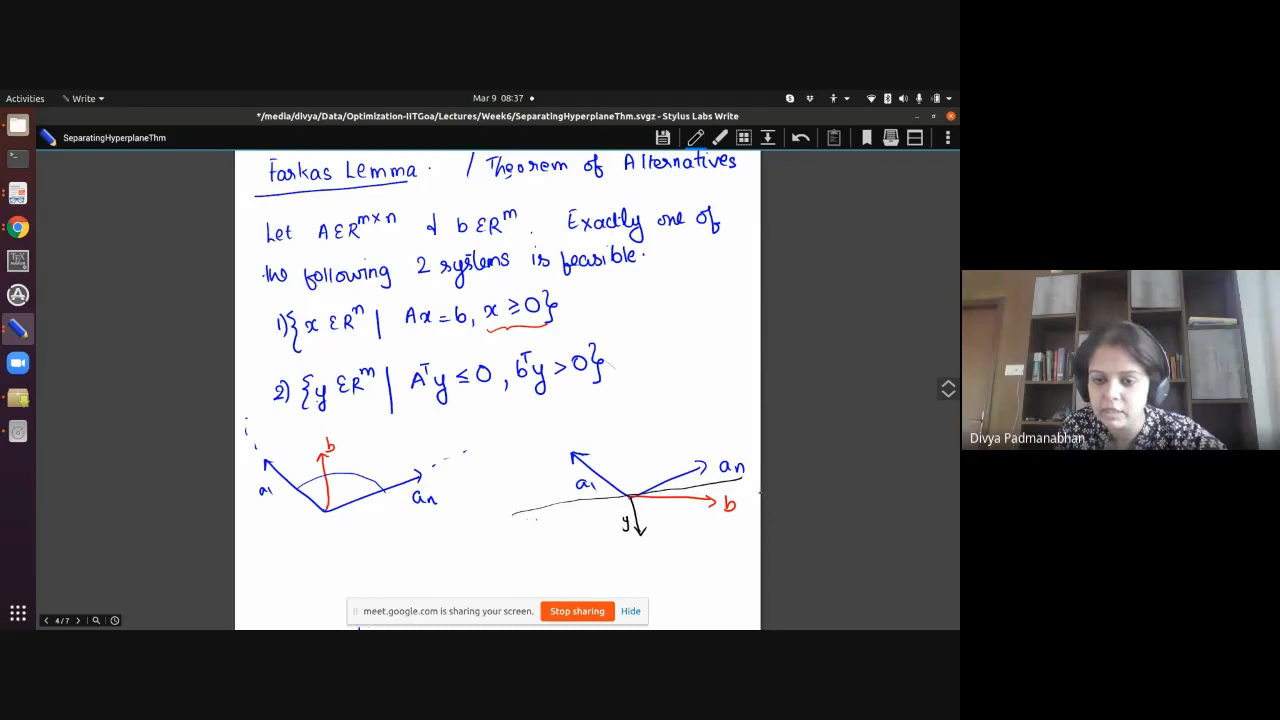 Activities
Write
Mar 9 08:37
*/media/divya/Data/Optimization-IITGoa/Lectures/Week6/SeparatingHyperplaneThm.svgz - Stylus Labs Write
SeparatingHyperplaneThm
Farkas Lemma. / Theorem of Alternatives
Let A ε R^{m×n} & b ε R^m. Exactly one of
the following 2 systems is feasible.
1) {x ε R^n | Ax = b, x ≥ 0}
2) {y ε R^m | A^T y ≤ 0, b^T y > 0}
b
a1
an
a1
an
b
y
meet.google.com is sharing your screen.
Stop sharing
Hide
4/7
Divya Padmanabhan